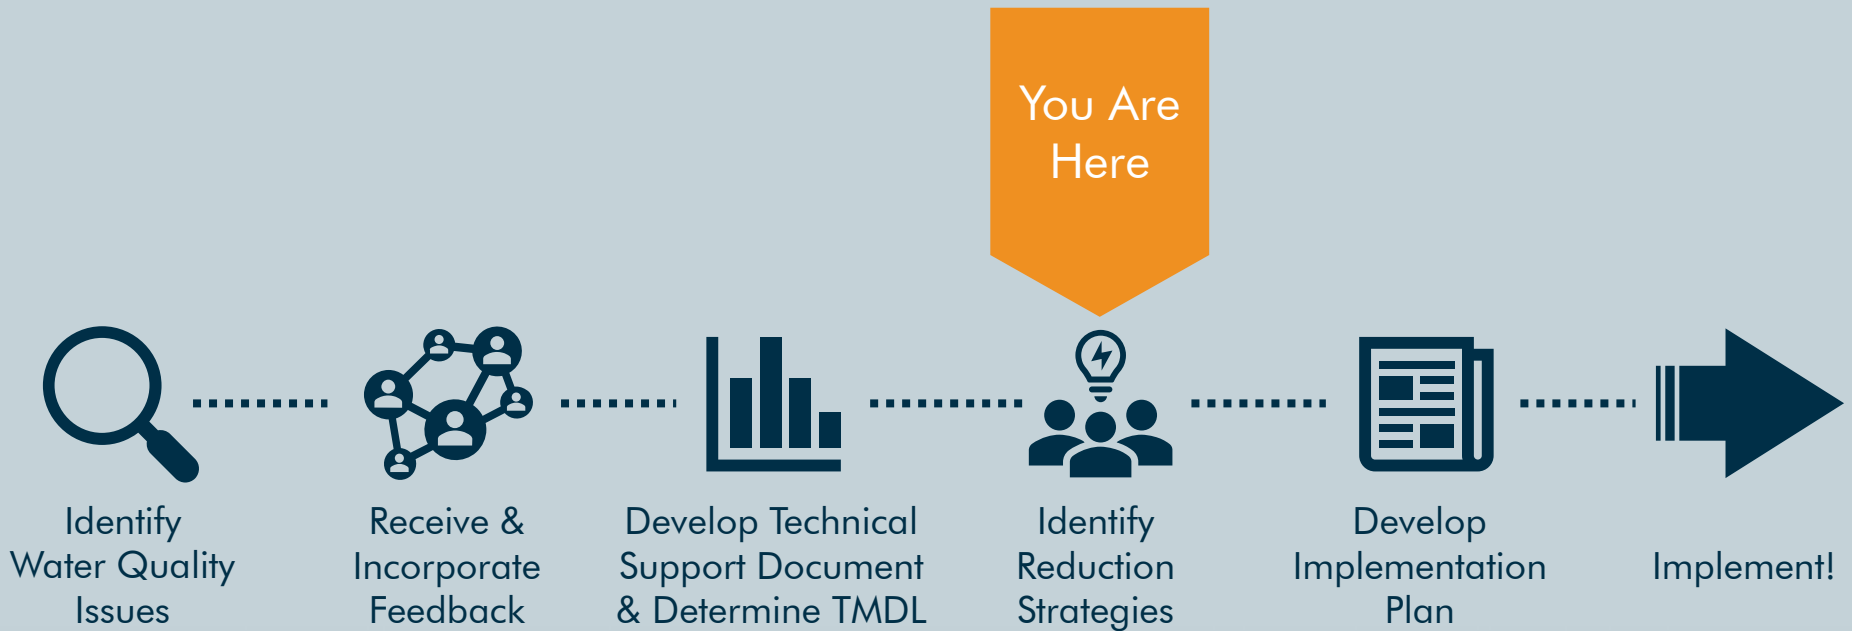 You Are
Here
Identify
Water Quality
Issues
Receive &
Incorporate
Feedback
Develop Technical
Support Document
& Determine TMDL
Identify
Reduction
Strategies
Develop
Implementation
Plan
Implement!